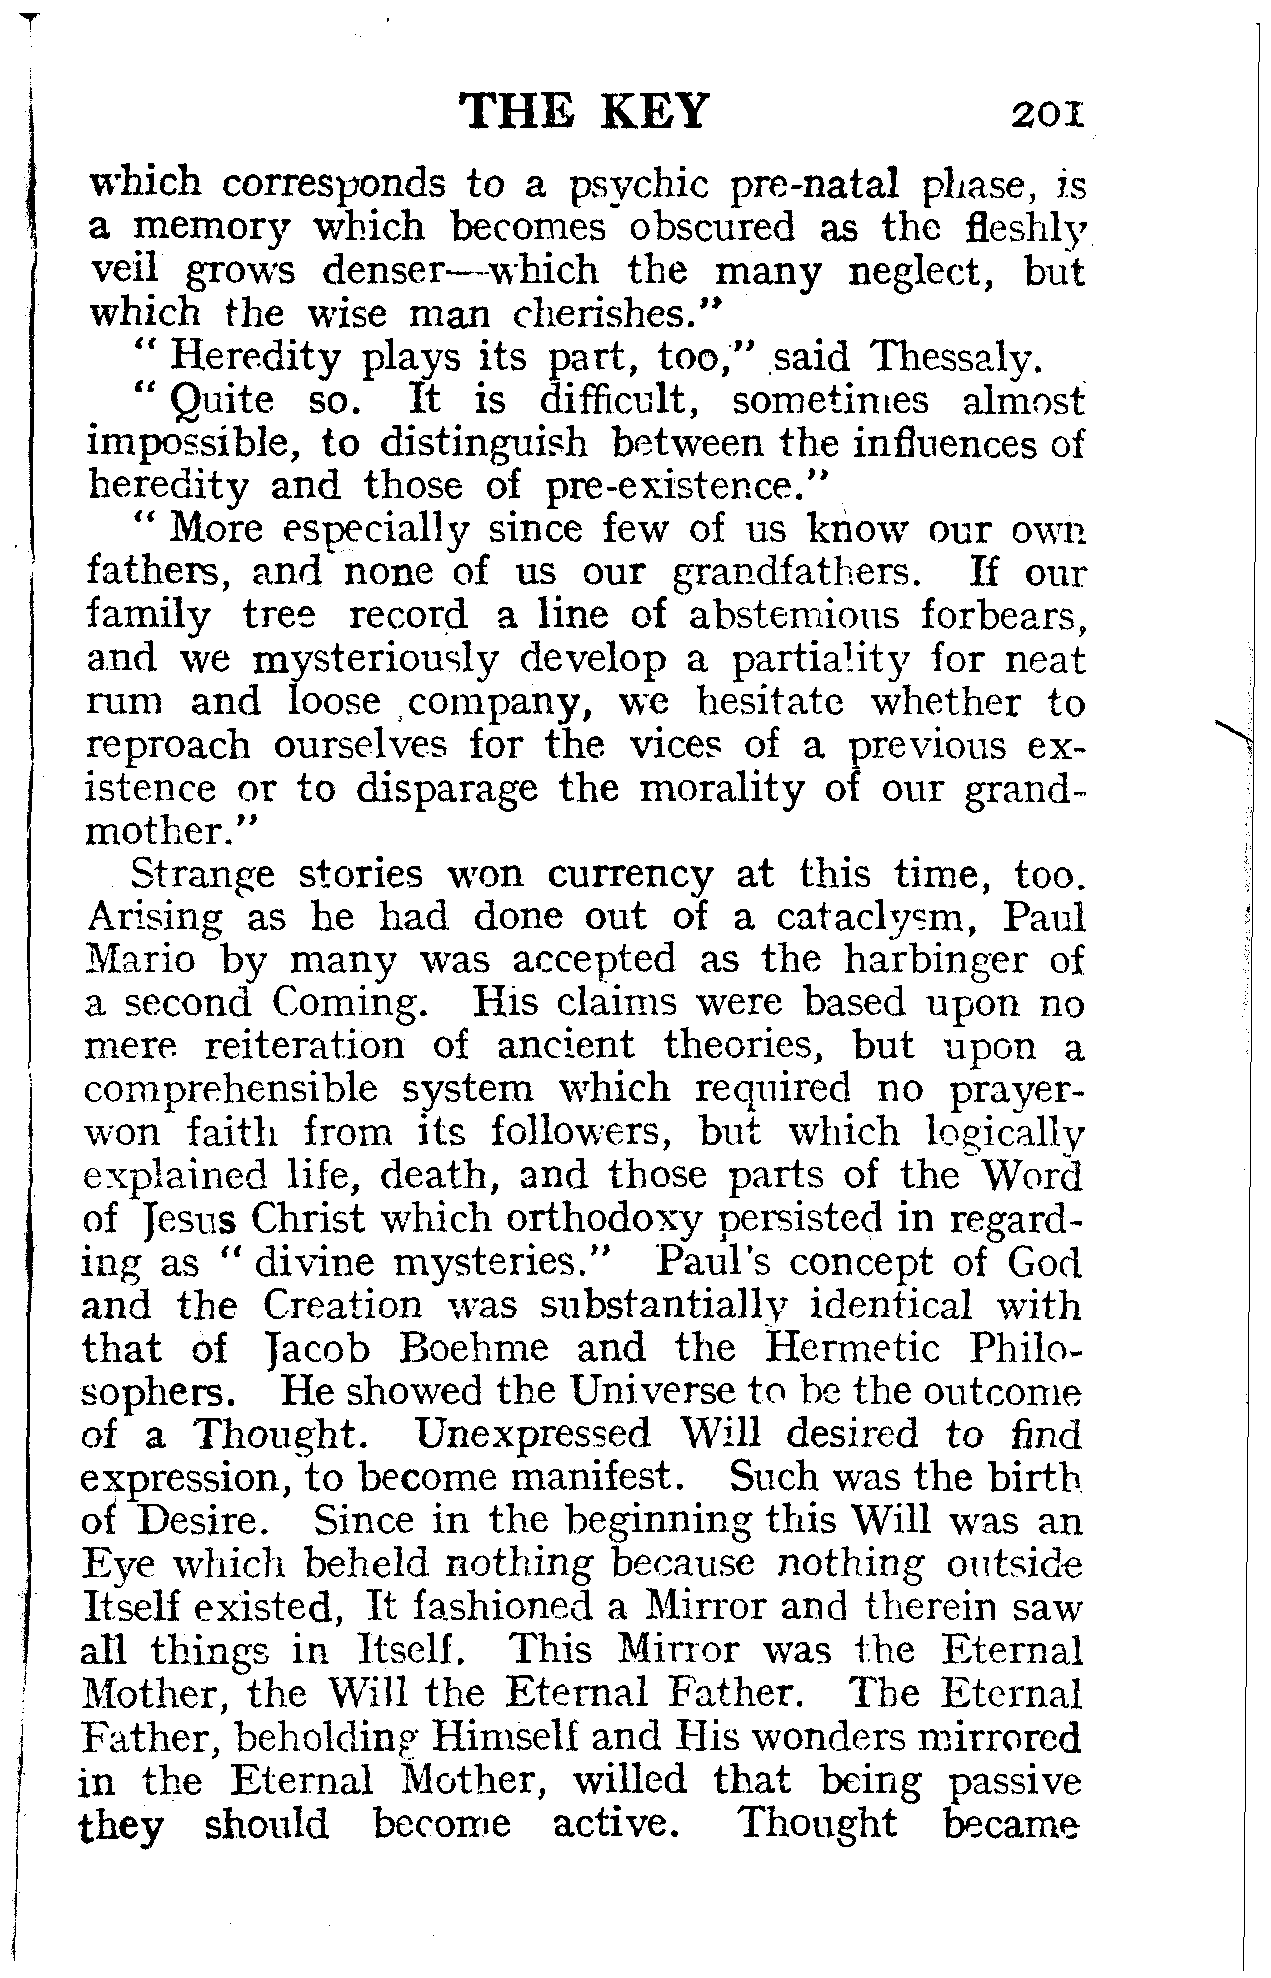 THE KEY 201
which corresponds to a psychic pre-natal phase, is
a memory which becomes obscured as the fleshly
veil grows denser—which the many neglect, but
which the wise man cherishes."
" Heredity plays its part, too," said Thessaly.
" Quite so. It is difficult, sometimes almost
impossible, to distinguish between the influences of
heredity and those of pre-existence."
" More especially since few of us know our own
fathers, and none of us our grandfathers. If our
family tree record a line of abstemious forbears,
and we mysteriously develop a partiality for neat
rum and loose company, we hesitate whether to
reproach ourselves for the vices of a previous ex-
istence or to disparage the morality of our grand-
mother."
Strange stories won currency at this time, too.
Arising as he had done out of a cataclysm, Paul
Mario by many was accepted as the harbinger of
a second Coming. His claims were based upon no
mere reiteration of ancient theories, but upon a
comprehensible system which required no prayer-
won faith from its followers, but which logically
explained life, death, and those parts of the Word
of Jesus Christ which orthodoxy persisted in regard-
ing as " divine mysteries." Paul's concept of God
and the Creation was substantially identical with
that of Jacob Boehme and the Hermetic Philo-
sophers. He showed the Universe to be the outcome
of a Thought. Unexpressed Will desired to find
expression, to become manifest. Such was the birth
of Desire. Since in the beginning this Will was an
Eye which beheld nothing because nothing outside
Itself existed, It fashioned a Mirror and therein saw
all things in Itself. This Mirror was the Eternal
Mother, the Will the Eternal Father. The Eternal
Father, beholding Himself and His wonders mirrored
in the Eternal Mother, willed that being passive
they should become active. Thought became